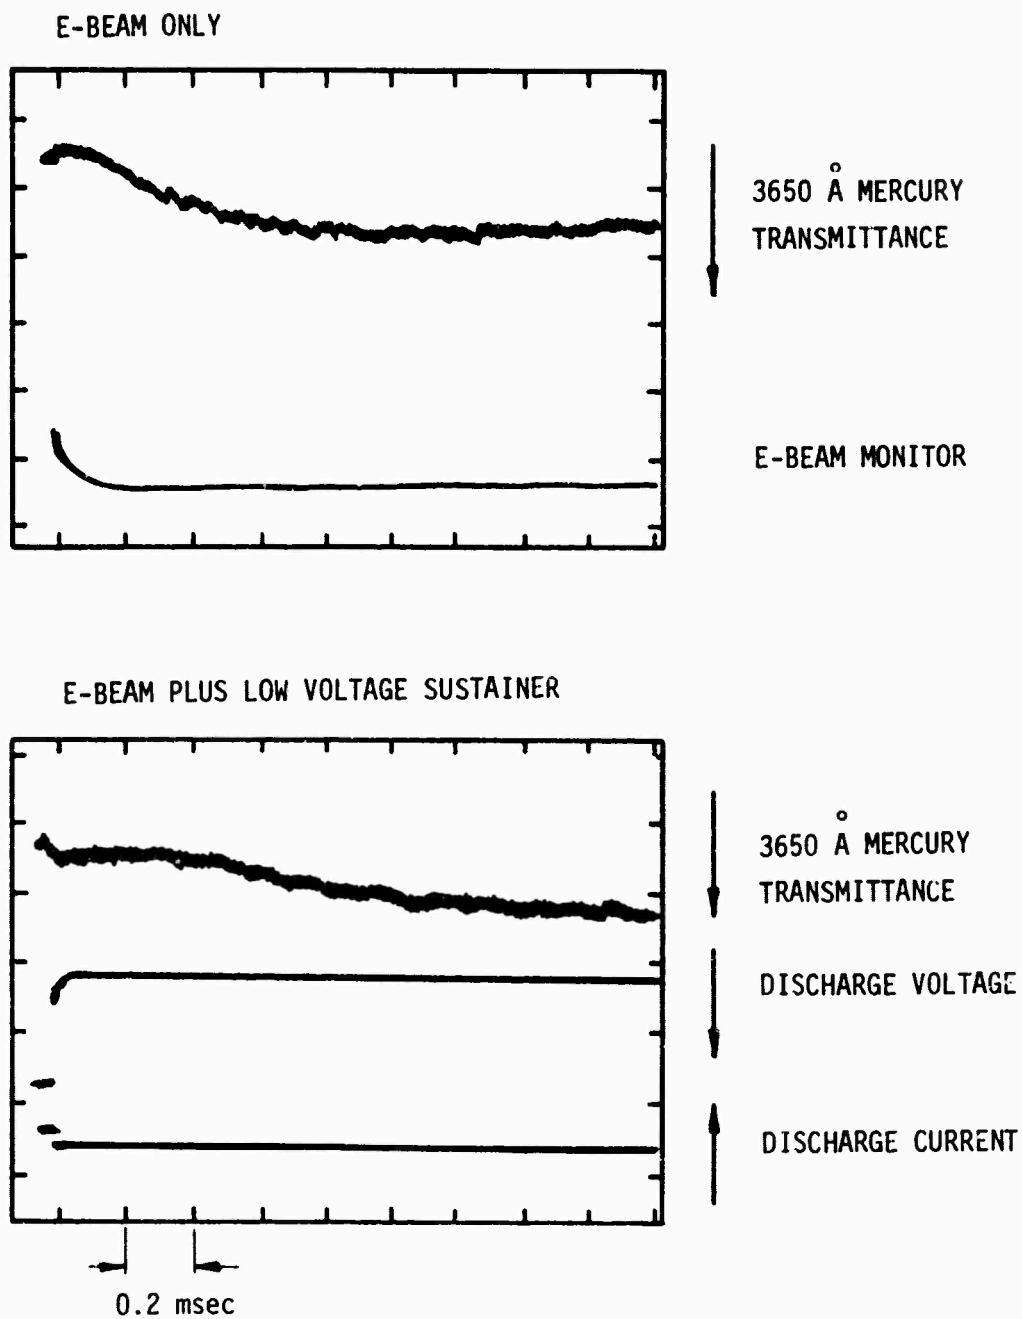 E-BEAM ONLY
3650 Å MERCURY
TRANSMITTANCE
E-BEAM MONITOR
E-BEAM PLUS LOW VOLTAGE SUSTAINER
3650 Å MERCURY
TRANSMITTANCE
DISCHARGE VOLTAGE
DISCHARGE CURRENT
0.2 msec